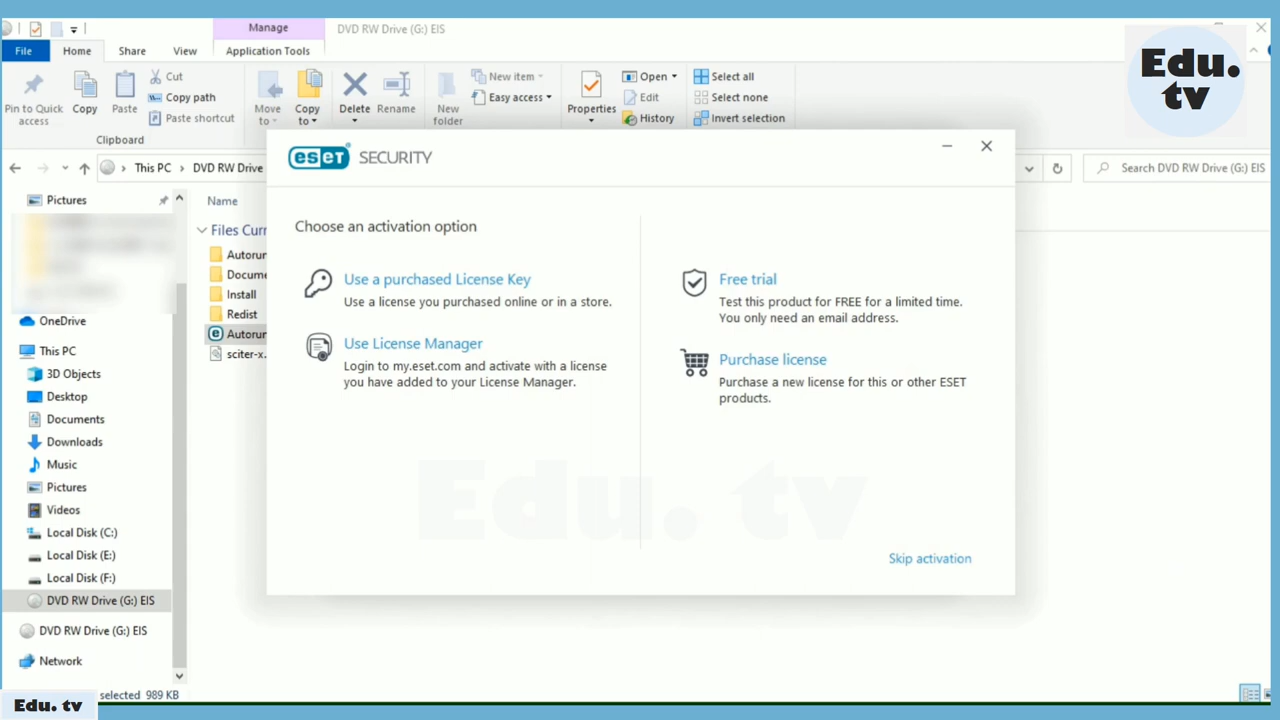 Manage
DVD RW Drive (G:) EIS
File
Home
Share
View
Application Tools
Pin to Quick access
Copy
Paste
Cut
Copy path
Paste shortcut
Clipboard
Move to
Copy to
Delete
Rename
New folder
New item
Easy access
Properties
Open
Edit
History
Select all
Select none
Invert selection
Edu.
tv
This PC
DVD RW Drive
Search DVD RW Drive (G:) EIS
Pictures
OneDrive
This PC
3D Objects
Desktop
Documents
Downloads
Music
Pictures
Videos
Local Disk (C:)
Local Disk (E:)
Local Disk (F:)
DVD RW Drive (G:) EIS
DVD RW Drive (G:) EIS
Network
Name
Files Curr
Autorun
Docume
Install
Redist
Autorun
sciter-x.
eseT SECURITY
Choose an activation option
Use a purchased License Key
Use a license you purchased online or in a store.
Use License Manager
Login to my.eset.com and activate with a license
you have added to your License Manager.
Free trial
Test this product for FREE for a limited time.
You only need an email address.
Purchase license
Purchase a new license for this or other ESET
products.
Edu. tv
Skip activation
selected 989 KB
Edu. tv